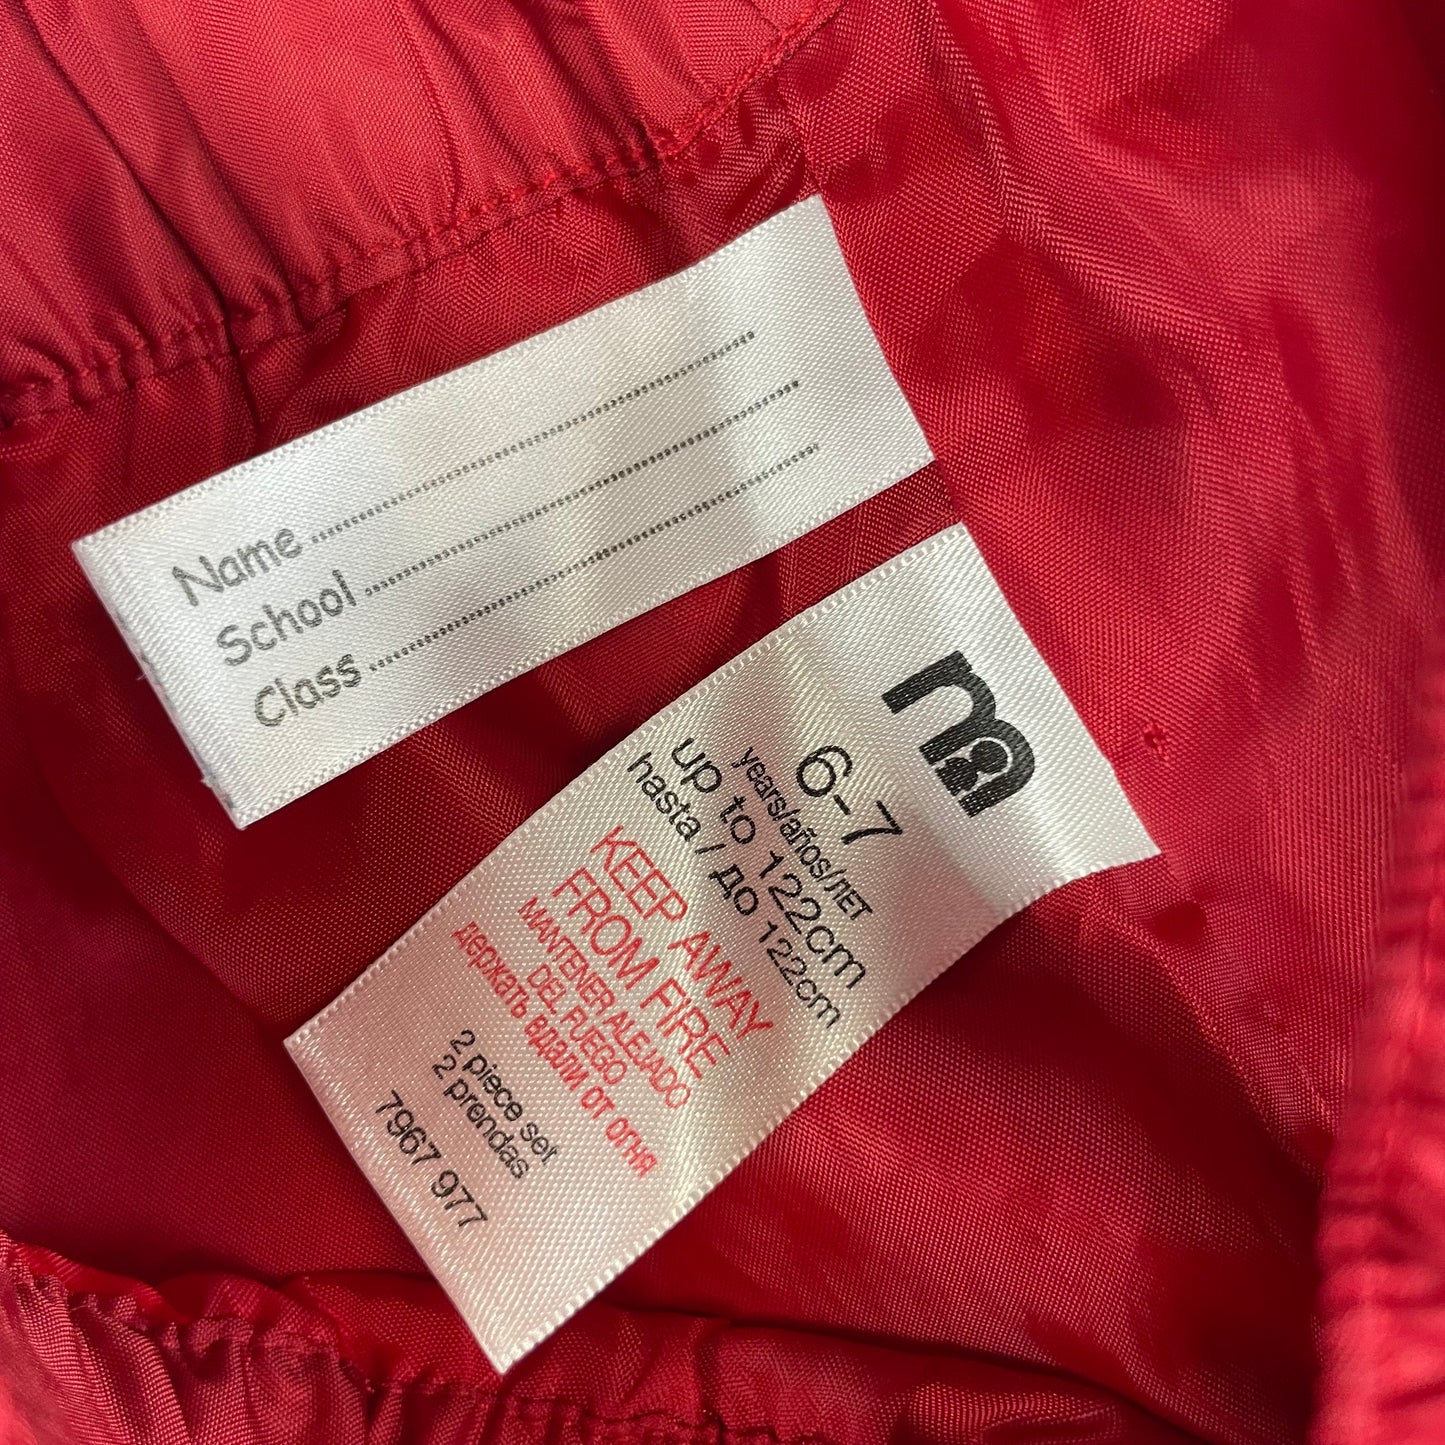 Name
School
Class
m
6-7
years/años/ЛЕТ
up to 122cm
hasta / до 122cm
KEEP AWAY
FROM FIRE
MANTENER ALEJADO
DEL FUEGO
держать вдали от огня
2 piece set
2 prendas
7967 977